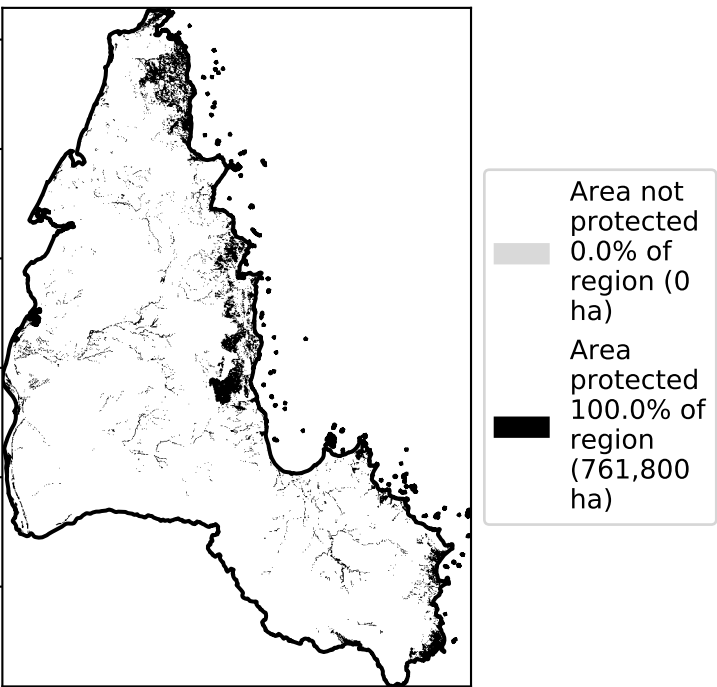 Area not
protected
0.0% of
region (0
ha)
Area
protected
100.0% of
region
(761,800
ha)